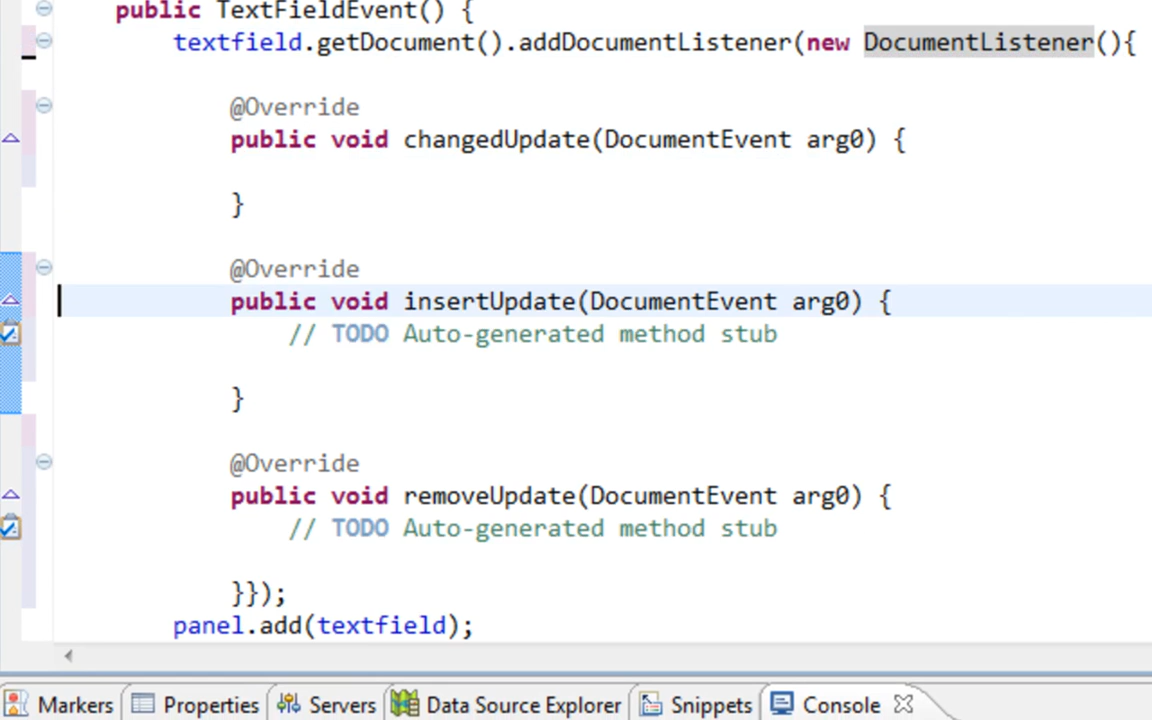 public TextFieldEvent() {
textfield.getDocument().addDocumentListener(new DocumentListener(){
@Override
public void changedUpdate(DocumentEvent arg0) {
}
@Override
public void insertUpdate(DocumentEvent arg0) {
// TODO Auto-generated method stub
}
@Override
public void removeUpdate(DocumentEvent arg0) {
// TODO Auto-generated method stub
}});
panel.add(textfield);
Markers Properties Servers Data Source Explorer Snippets Console